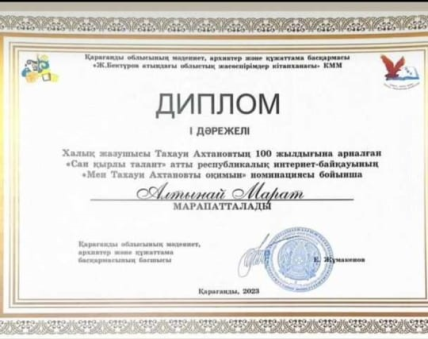 Қарағанды облысының мәдениет, архивтер және құжаттама басқармасы
«Ж.Бектуров атындағы облыстық жасөспірімдер кітапханасы» КММ
ДИПЛОМ
І ДӘРЕЖЕЛІ
Халық жазушысы Тахауи Ахтановтың 100 жылдығына арналған
«Сан қырлы талант» атты республикалық интернет-байқауының
«Мен Тахауи Ахтановты оқимын» номинациясы бойынша
Алтынай Марат
МАРАПАТТАЛАДЫ
Қарағанды облысының мәдениет,
архивтер және құжаттама
басқармасының басшысы
Е. Жұмакенов
Қарағанды, 2023